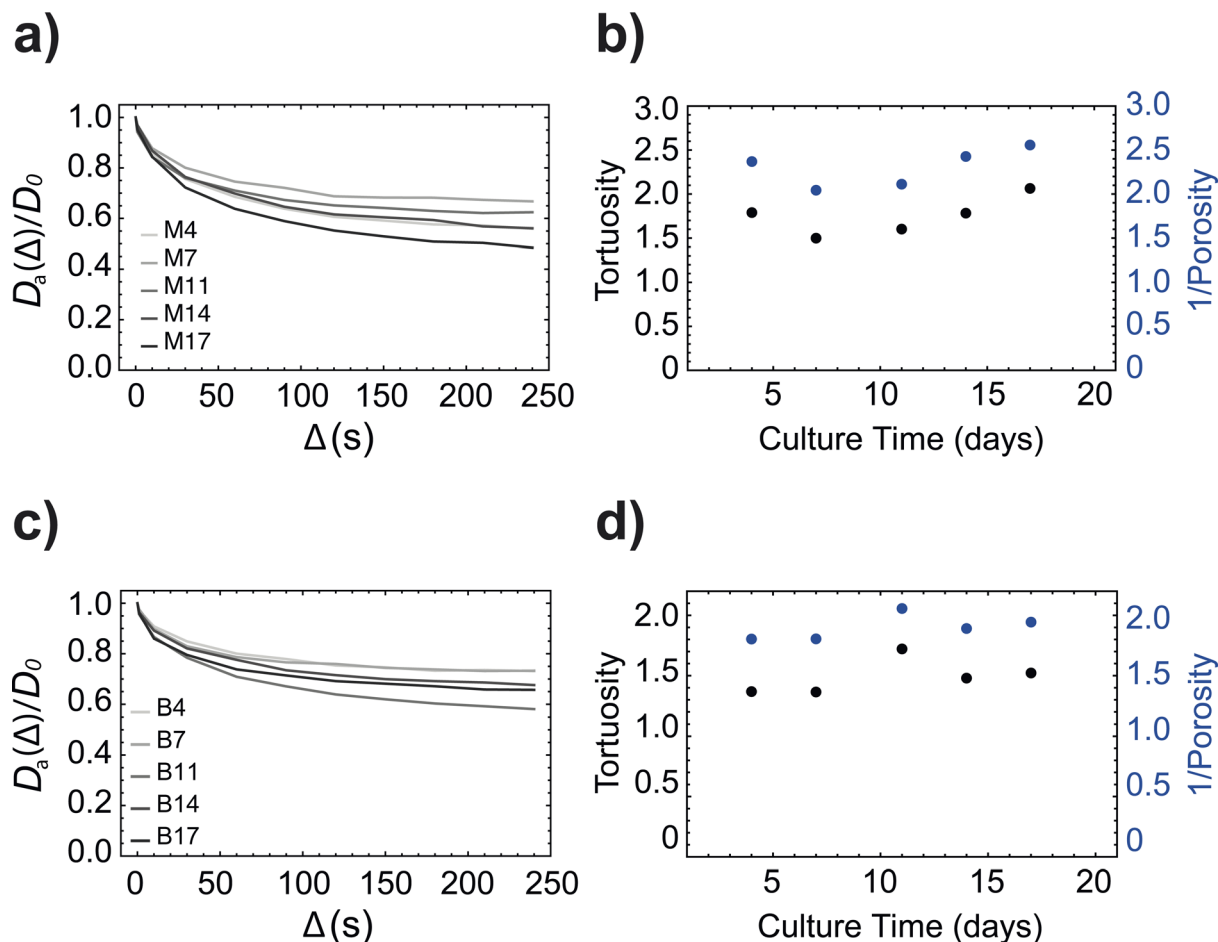 a)
1.0
0.8
0.6
0.4
0.2
0.0
Da(Δ)/D0
M4
M7
M11
M14
M17
0 50 100 150 200 250
Δ(s)
b)
3.0
2.5
2.0
1.5
1.0
0.5
0
Tortuosity
3.0
2.5
2.0
1.5
1.0
0.5
0
1/Porosity
5 10 15 20
Culture Time (days)
c)
1.0
0.8
0.6
0.4
0.2
0.0
Da(Δ)/D0
B4
B7
B11
B14
B17
0 50 100 150 200 250
Δ(s)
d)
2.0
1.5
1.0
0.5
0
Tortuosity
2.0
1.5
1.0
0.5
0
1/Porosity
5 10 15 20
Culture Time (days)